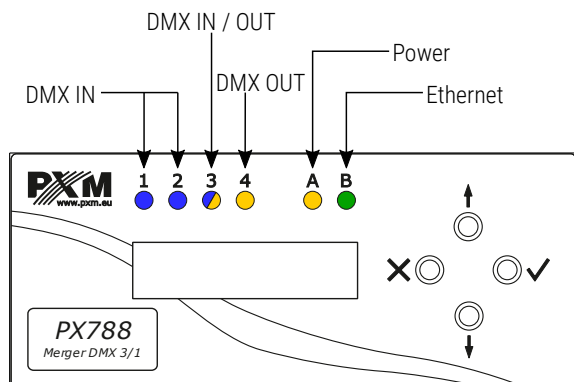 DMX IN / OUT
Power
DMX IN
DMX OUT
Ethernet
PXM
www.pxm.eu
1 2 3 4 A B
PX788
Merger DMX 3/1